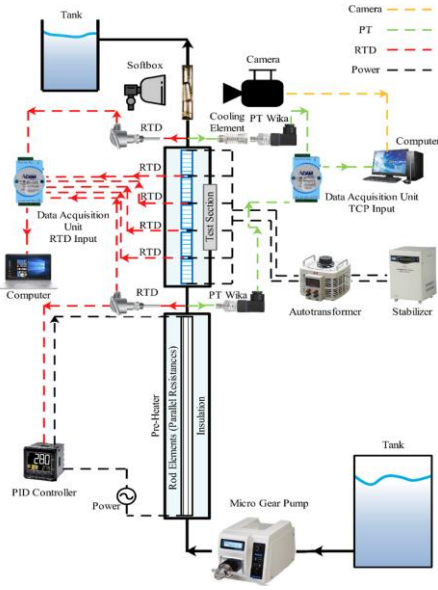 Tank
Camera
PT
RTD
Power
Softbox
Camera
RTD
Cooling
Element
PT Wika
Computer
RTD
RTD
RTD
RTD
Test Section
Data Acquisition
Unit
RTD Input
Data Acquisition Unit
TCP Input
Computer
RTD
PT Wika
Autotransformer
Stabilizer
Pre-Heater
Rod Elements (Parallel Resistances)
Insulation
PID Controller
Power
Micro Gear Pump
Tank